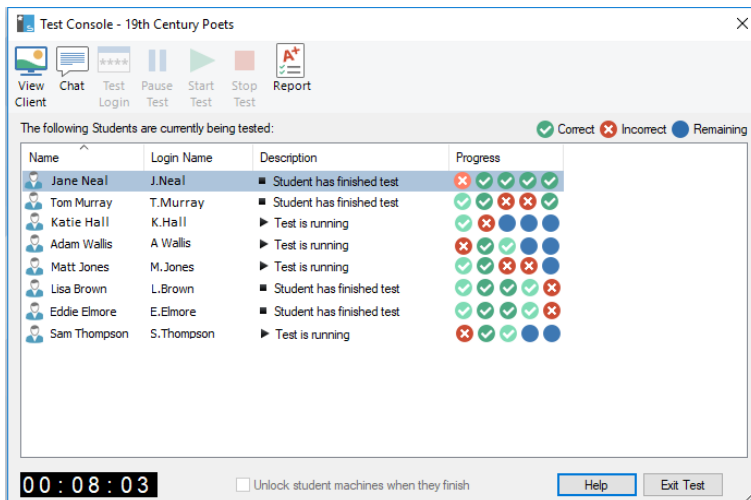 Test Console - 19th Century Poets
View Client
Chat
Test Login
Pause Test
Start Test
Stop Test
Report
The following Students are currently being tested:
Correct Incorrect Remaining
Name Login Name Description Progress
Jane Neal J.Neal Student has finished test
Tom Murray T.Murray Student has finished test
Katie Hall K.Hall Test is running
Adam Wallis A Wallis Test is running
Matt Jones M.Jones Test is running
Lisa Brown L.Brown Student has finished test
Eddie Elmore E.Elmore Student has finished test
Sam Thompson S.Thompson Test is running
00:08:03
Unlock student machines when they finish
Help
Exit Test